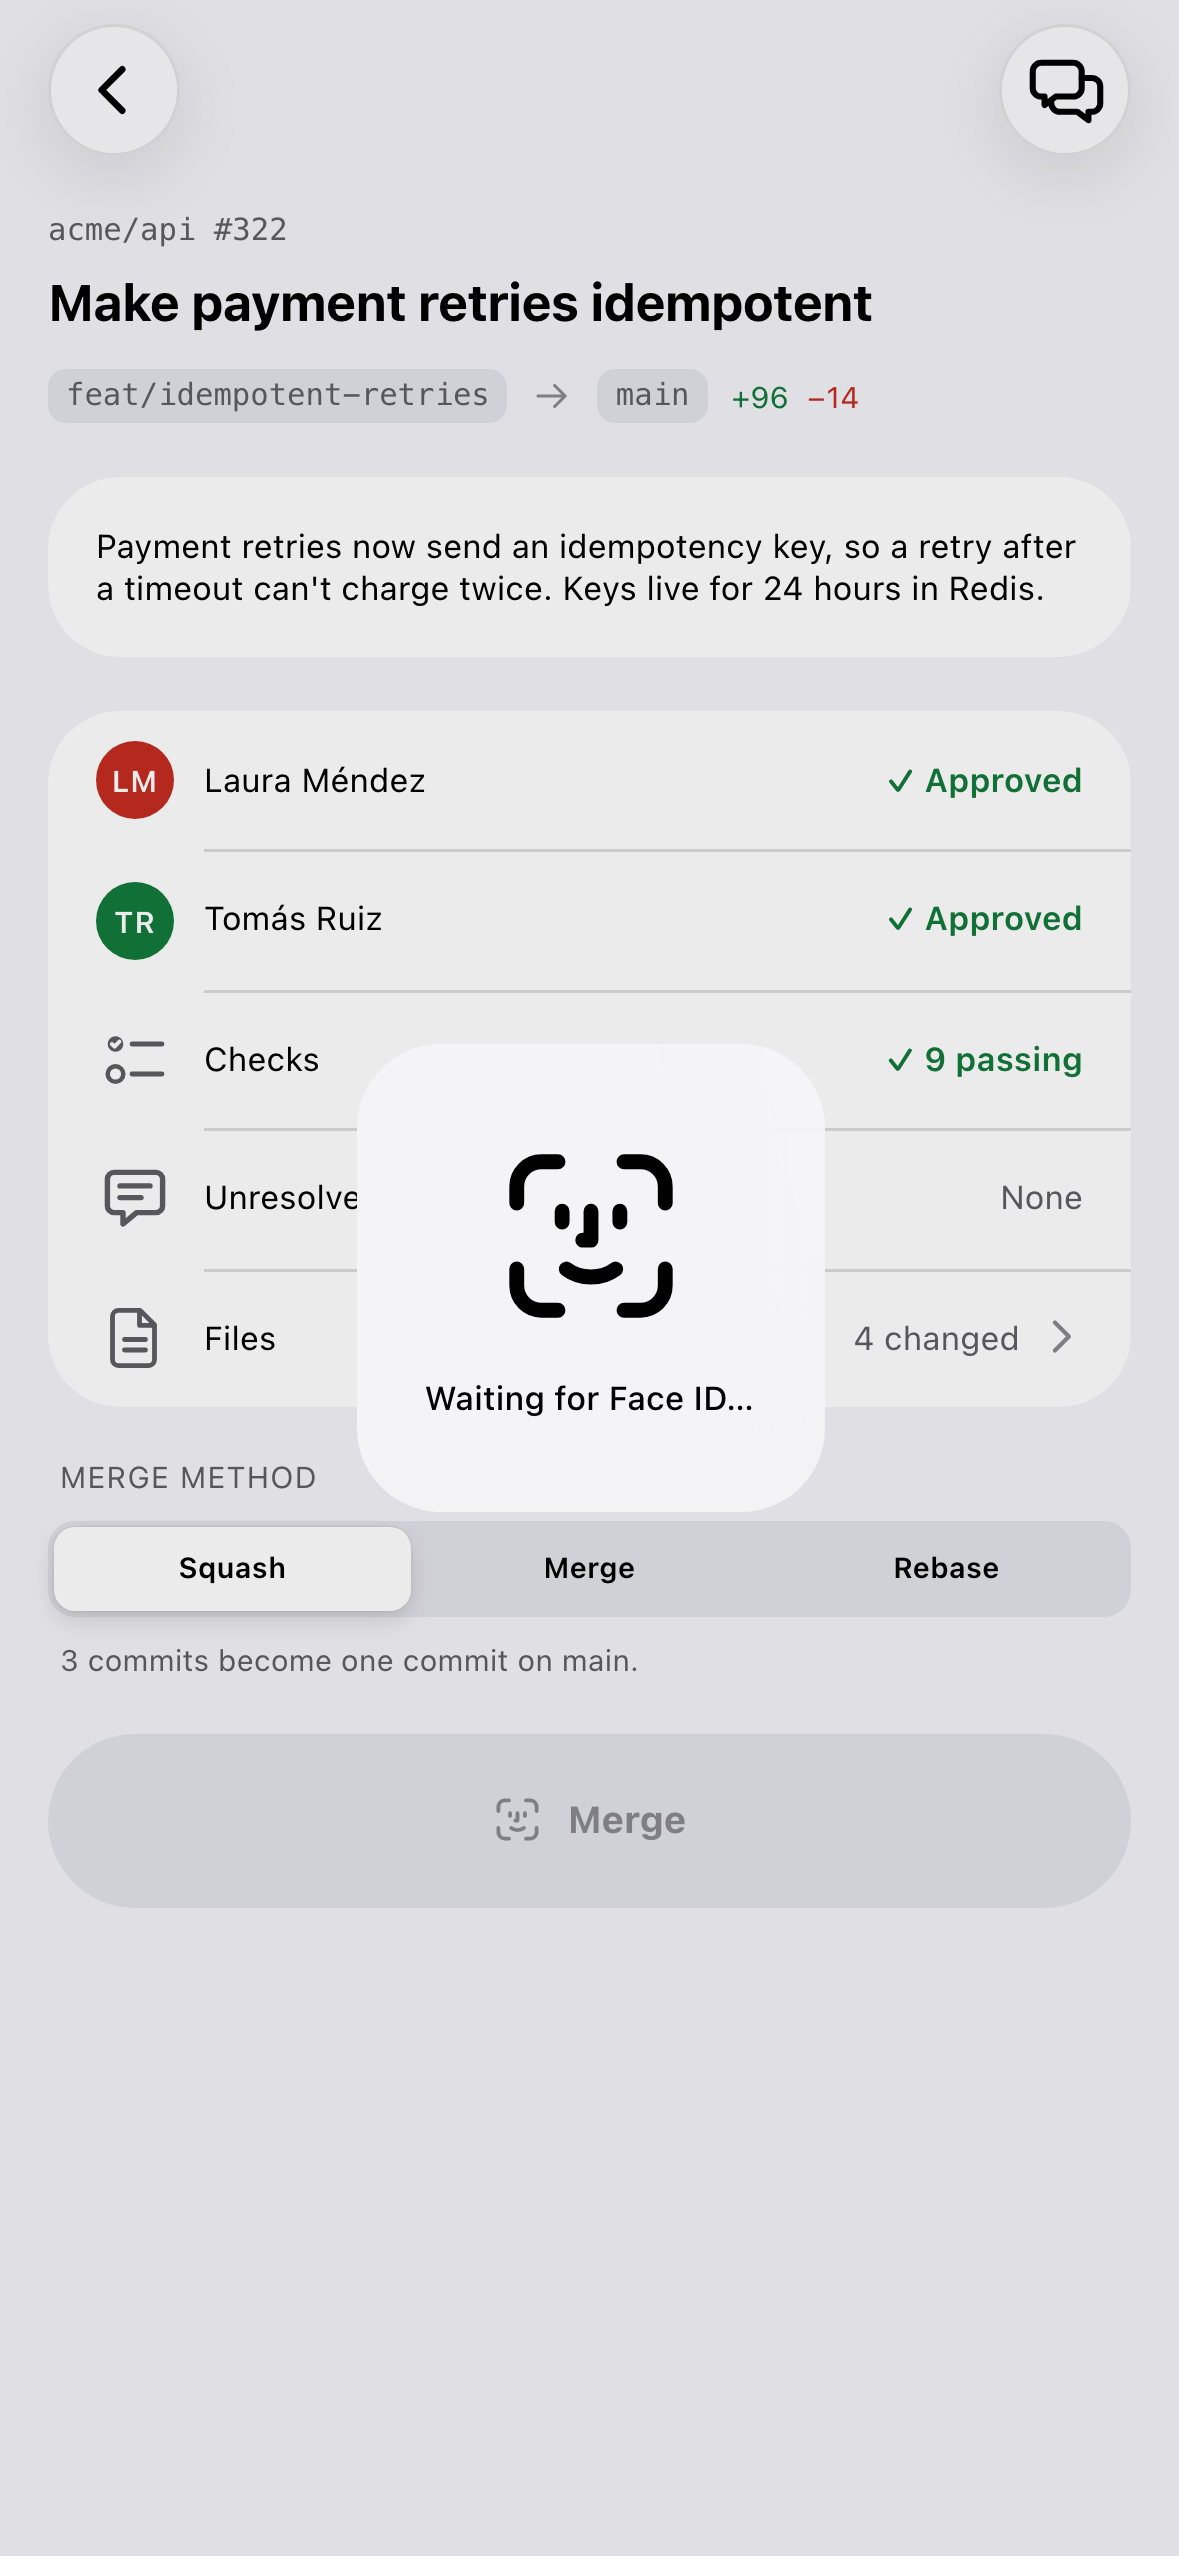 acme/api #322
Make payment retries idempotent
feat/idempotent-retries → main +96 −14
Payment retries now send an idempotency key, so a retry after
a timeout can't charge twice. Keys live for 24 hours in Redis.
LM Laura Méndez ✓ Approved
TR Tomás Ruiz ✓ Approved
Checks ✓ 9 passing
None
Files 4 changed
Waiting for Face ID...
MERGE METHOD
Squash Merge Rebase
3 commits become one commit on main.
Merge